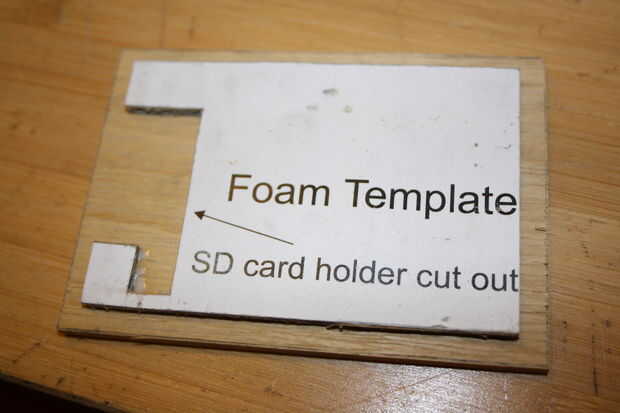 Foam Template
SD card holder cut out